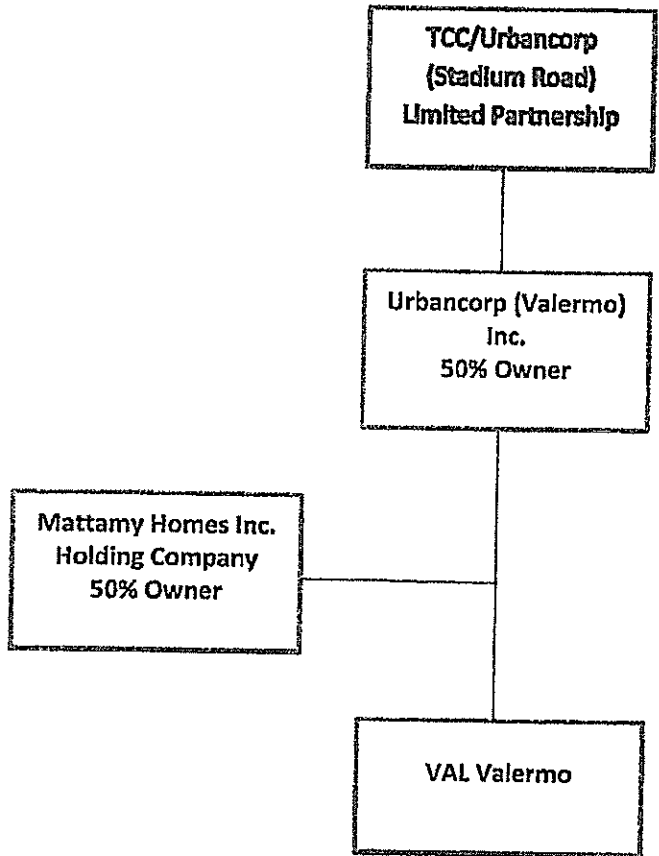 TCC/Urbancorp
(Stadium Road)
Limited Partnership
Urbancorp (Valermo)
Inc.
50% Owner
Mattamy Homes Inc.
Holding Company
50% Owner
VAL Valermo